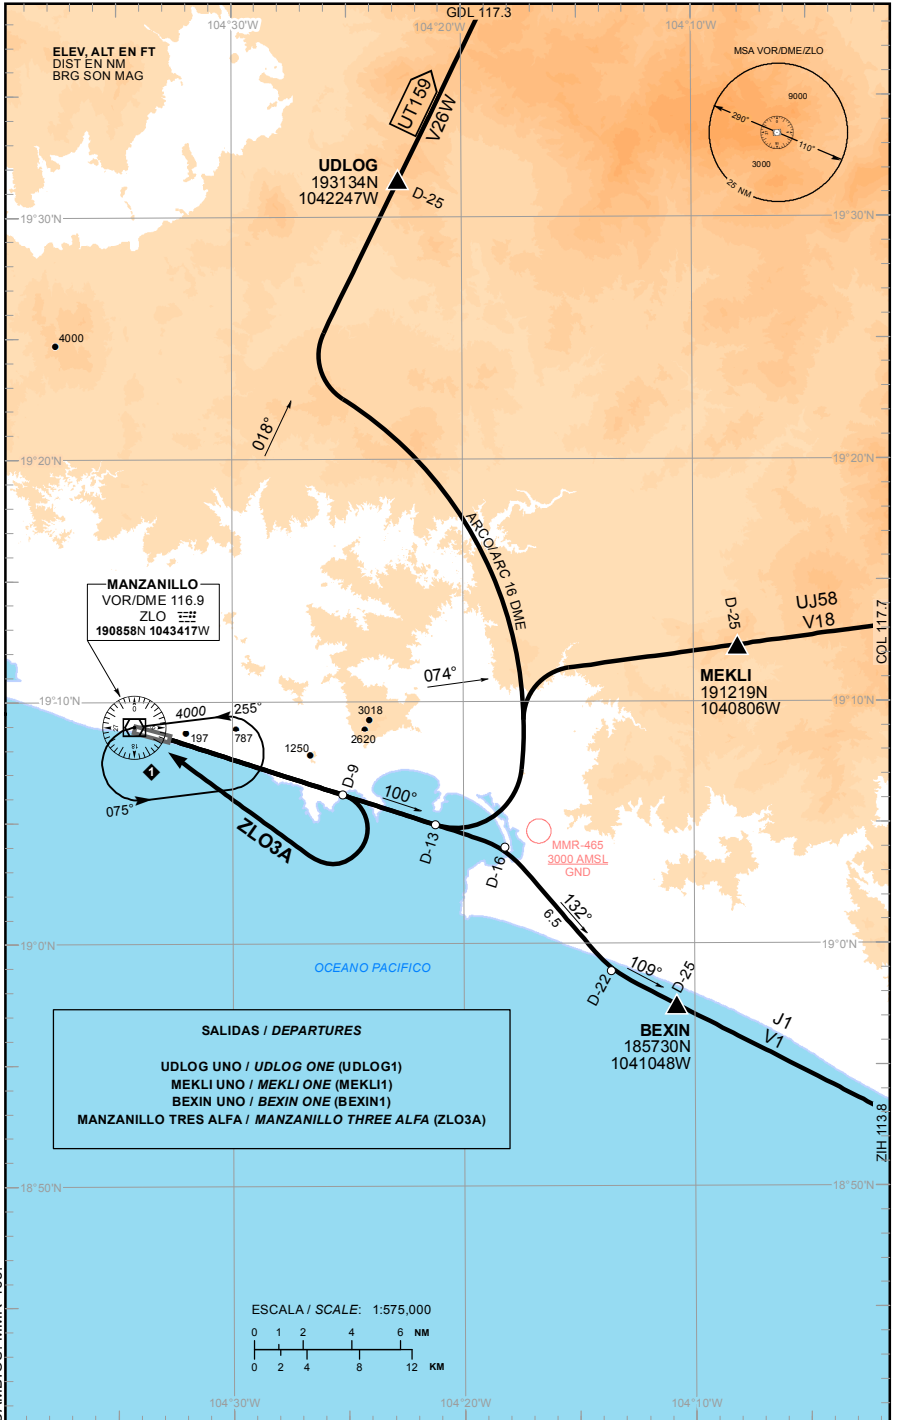 GDL 117.3
104°30'W
104°20'W
104°10'W
ELEV, ALT EN FT
DIST EN NM
BRG SON MAG
MSA VOR/DME/ZLO
9000
290°
110°
3000
25 NM
UT159
V26W
UDLOG
193134N
1042247W
D-25
19°30'N
19°30'N
4000
018°
19°20'N
19°20'N
ARCO/ARC 16 DME
MANZANILLO
VOR/DME 116.9
ZLO
190858N 1043417W
D-25
UJ58
V18
COL 117.7
MEKLI
191219N
1040806W
074°
19°10'N
19°10'N
4000
255°
3018
2620
197
787
1250
1
075°
D-9
100°
ZLO3A
D-13
D-16
MMR-465
3000 AMSL
GND
132°
6.5
19°0'N
19°0'N
OCEANO PACIFICO
109°
D-25
D-22
BEXIN
185730N
1041048W
J1
V1
ZIH 113.8
SALIDAS / DEPARTURES
UDLOG UNO / UDLOG ONE (UDLOG1)
MEKLI UNO / MEKLI ONE (MEKLI1)
BEXIN UNO / BEXIN ONE (BEXIN1)
MANZANILLO TRES ALFA / MANZANILLO THREE ALFA (ZLO3A)
18°50'N
18°50'N
ESCALA / SCALE: 1:575,000
0 1 2 4 6 NM
0 2 4 8 12 KM
104°30'W
104°20'W
104°10'W